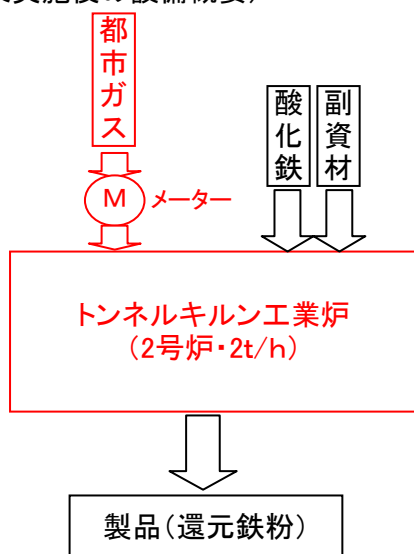 都市ガス
酸化鉄
副資材
M
メーター
トンネルキルン工業炉
(2号炉・2t/h)
製品(還元鉄粉)